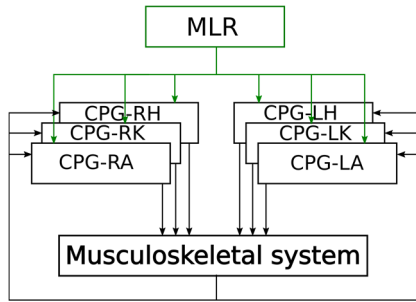 MLR
CPG-RH
CPG-LH
CPG-RK
CPG-LK
CPG-RA
CPG-LA
Musculoskeletal system